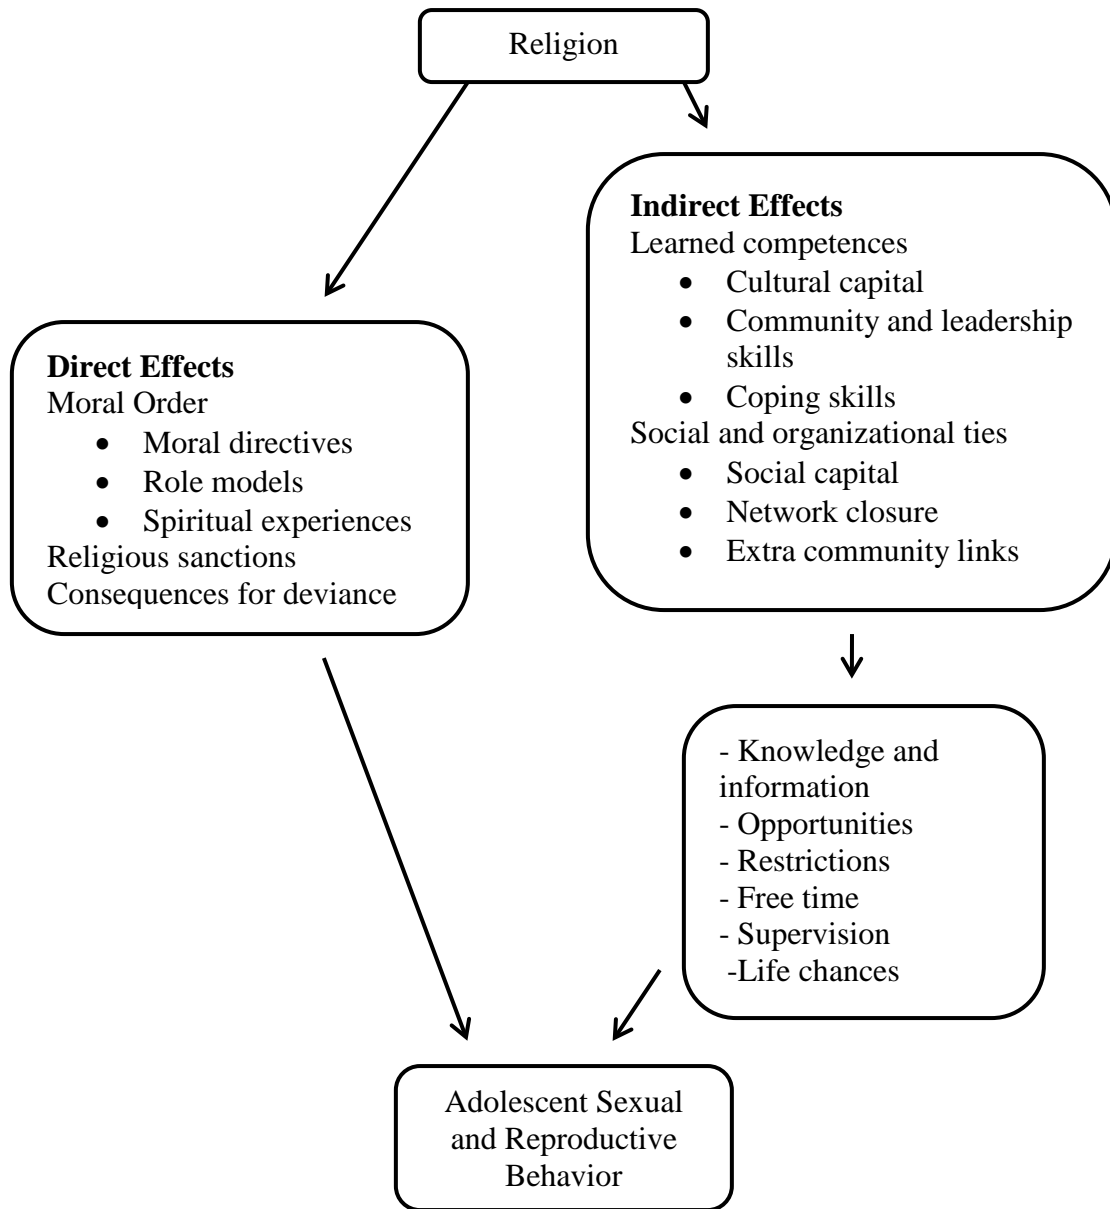 Religion
Indirect Effects
Learned competences
• Cultural capital
• Community and leadership
skills
• Coping skills
Social and organizational ties
• Social capital
• Network closure
• Extra community links
Direct Effects
Moral Order
• Moral directives
• Role models
• Spiritual experiences
Religious sanctions
Consequences for deviance
- Knowledge and
information
- Opportunities
- Restrictions
- Free time
- Supervision
-Life chances
Adolescent Sexual
and Reproductive
Behavior